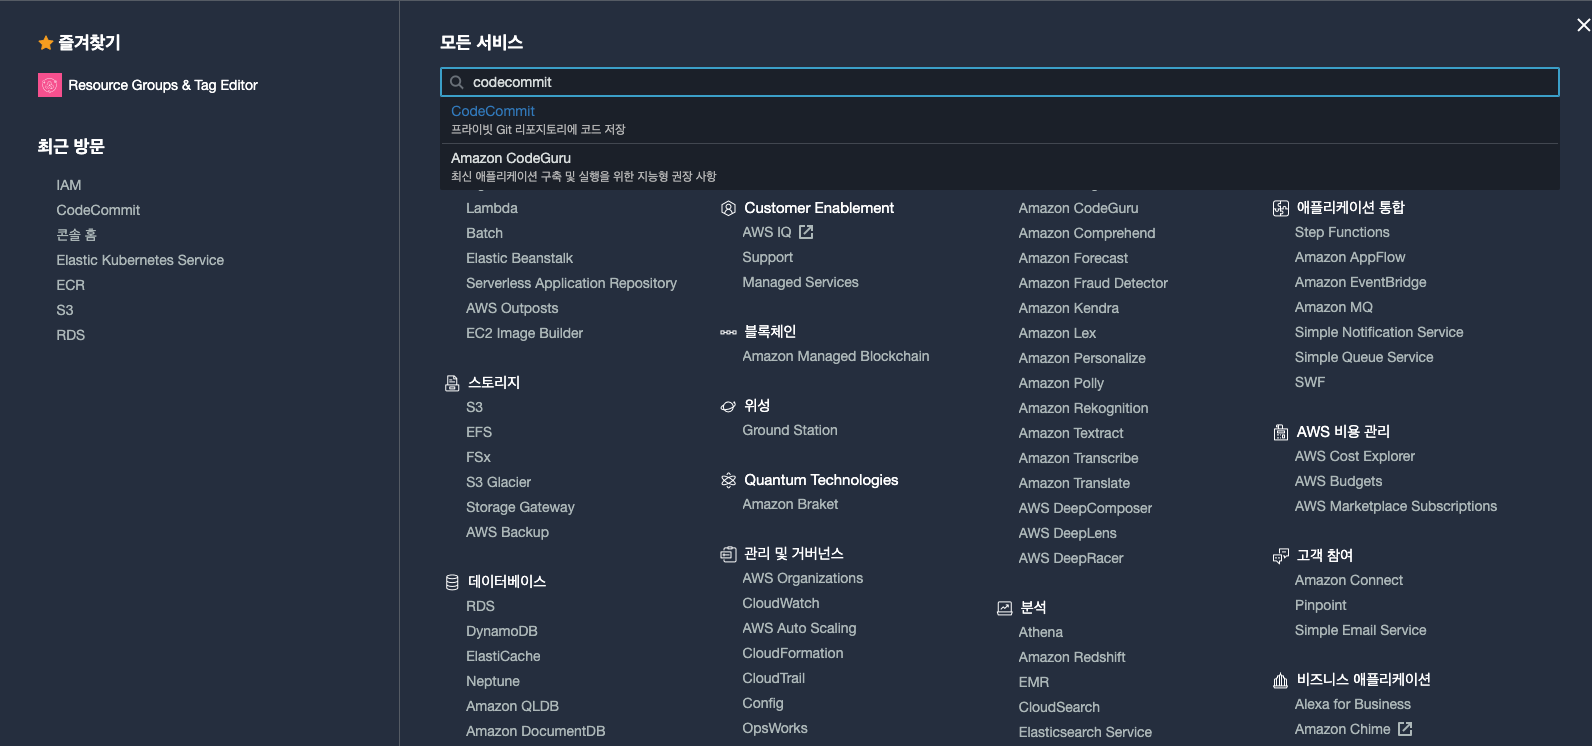 즐겨찾기
Resource Groups & Tag Editor
최근 방문
IAM
CodeCommit
콘솔 홈
Elastic Kubernetes Service
ECR
S3
RDS
모든 서비스
codecommit
CodeCommit
프라이빗 Git 리포지토리에 코드 저장
Amazon CodeGuru
최신 애플리케이션 구축 및 실행을 위한 지능형 권장 사항
Lambda
Batch
Elastic Beanstalk
Serverless Application Repository
AWS Outposts
EC2 Image Builder
스토리지
S3
EFS
FSx
S3 Glacier
Storage Gateway
AWS Backup
데이터베이스
RDS
DynamoDB
ElastiCache
Neptune
Amazon QLDB
Amazon DocumentDB
Customer Enablement
AWS IQ
Support
Managed Services
블록체인
Amazon Managed Blockchain
위성
Ground Station
Quantum Technologies
Amazon Braket
관리 및 거버넌스
AWS Organizations
CloudWatch
AWS Auto Scaling
CloudFormation
CloudTrail
Config
OpsWorks
Amazon CodeGuru
Amazon Comprehend
Amazon Forecast
Amazon Fraud Detector
Amazon Kendra
Amazon Lex
Amazon Personalize
Amazon Polly
Amazon Rekognition
Amazon Textract
Amazon Transcribe
Amazon Translate
AWS DeepComposer
AWS DeepLens
AWS DeepRacer
분석
Athena
Amazon Redshift
EMR
CloudSearch
Elasticsearch Service
애플리케이션 통합
Step Functions
Amazon AppFlow
Amazon EventBridge
Amazon MQ
Simple Notification Service
Simple Queue Service
SWF
AWS 비용 관리
AWS Cost Explorer
AWS Budgets
AWS Marketplace Subscriptions
고객 참여
Amazon Connect
Pinpoint
Simple Email Service
비즈니스 애플리케이션
Alexa for Business
Amazon Chime